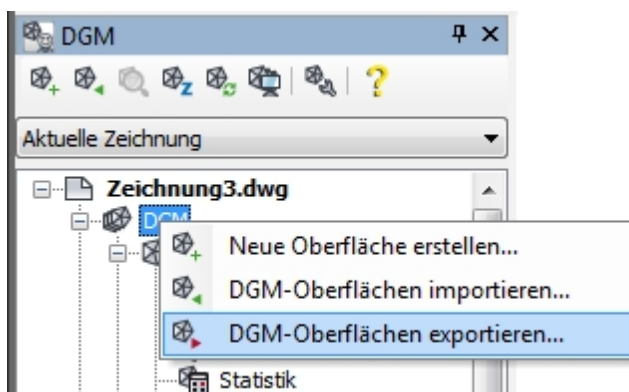 DGM
Aktuelle Zeichnung
Zeichnung3.dwg
DGM
Neue Oberfläche erstellen...
DGM-Oberflächen importieren...
DGM-Oberflächen exportieren...
Statistik